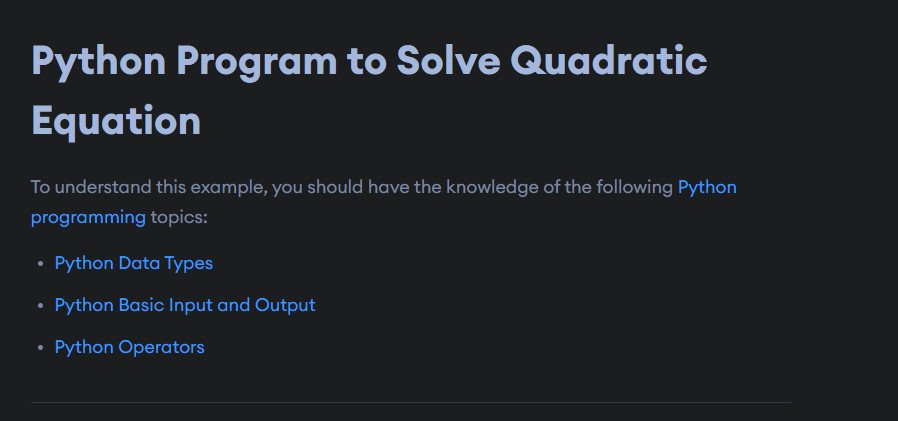 Python Program to Solve Quadratic
Equation
To understand this example, you should have the knowledge of the following Python
programming topics:
• Python Data Types
• Python Basic Input and Output
• Python Operators